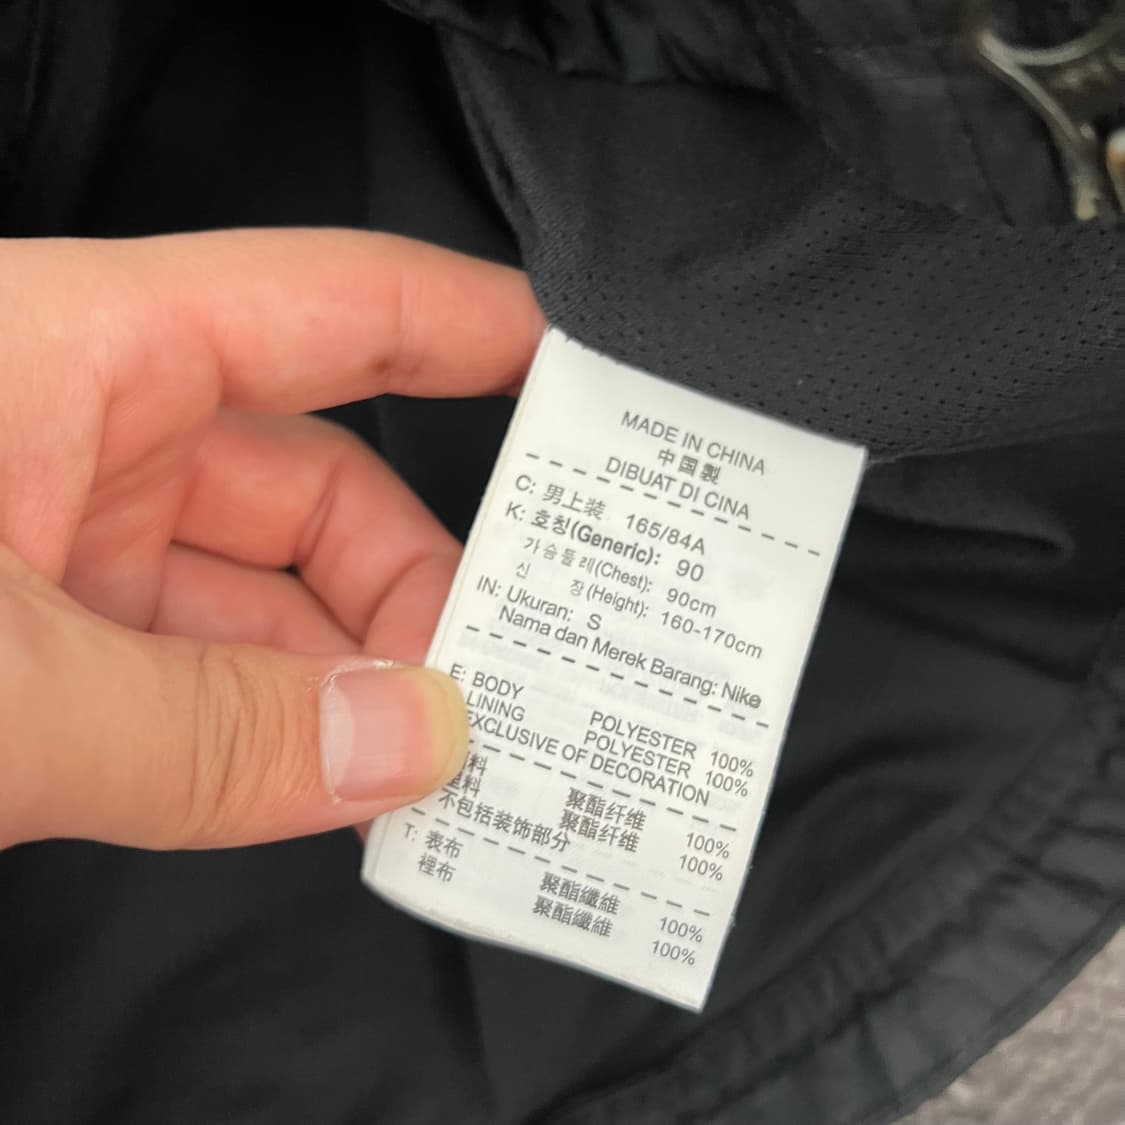 MADE IN CHINA
中国製
DIBUAT DI CINA
C: 男上装 165/84A
K: 호칭(Generic): 90
가슴둘레(Chest): 90cm
신 장(Height): 160-170cm
IN: Ukuran: S
Nama dan Merek Barang: Nike
E: BODY POLYESTER 100%
LINING POLYESTER 100%
EXCLUSIVE OF DECORATION
料 聚酯纤维 100%
里料 聚酯纤维 100%
不包括装饰部分
T: 表布 聚酯纖維 100%
裡布 聚酯纖維 100%